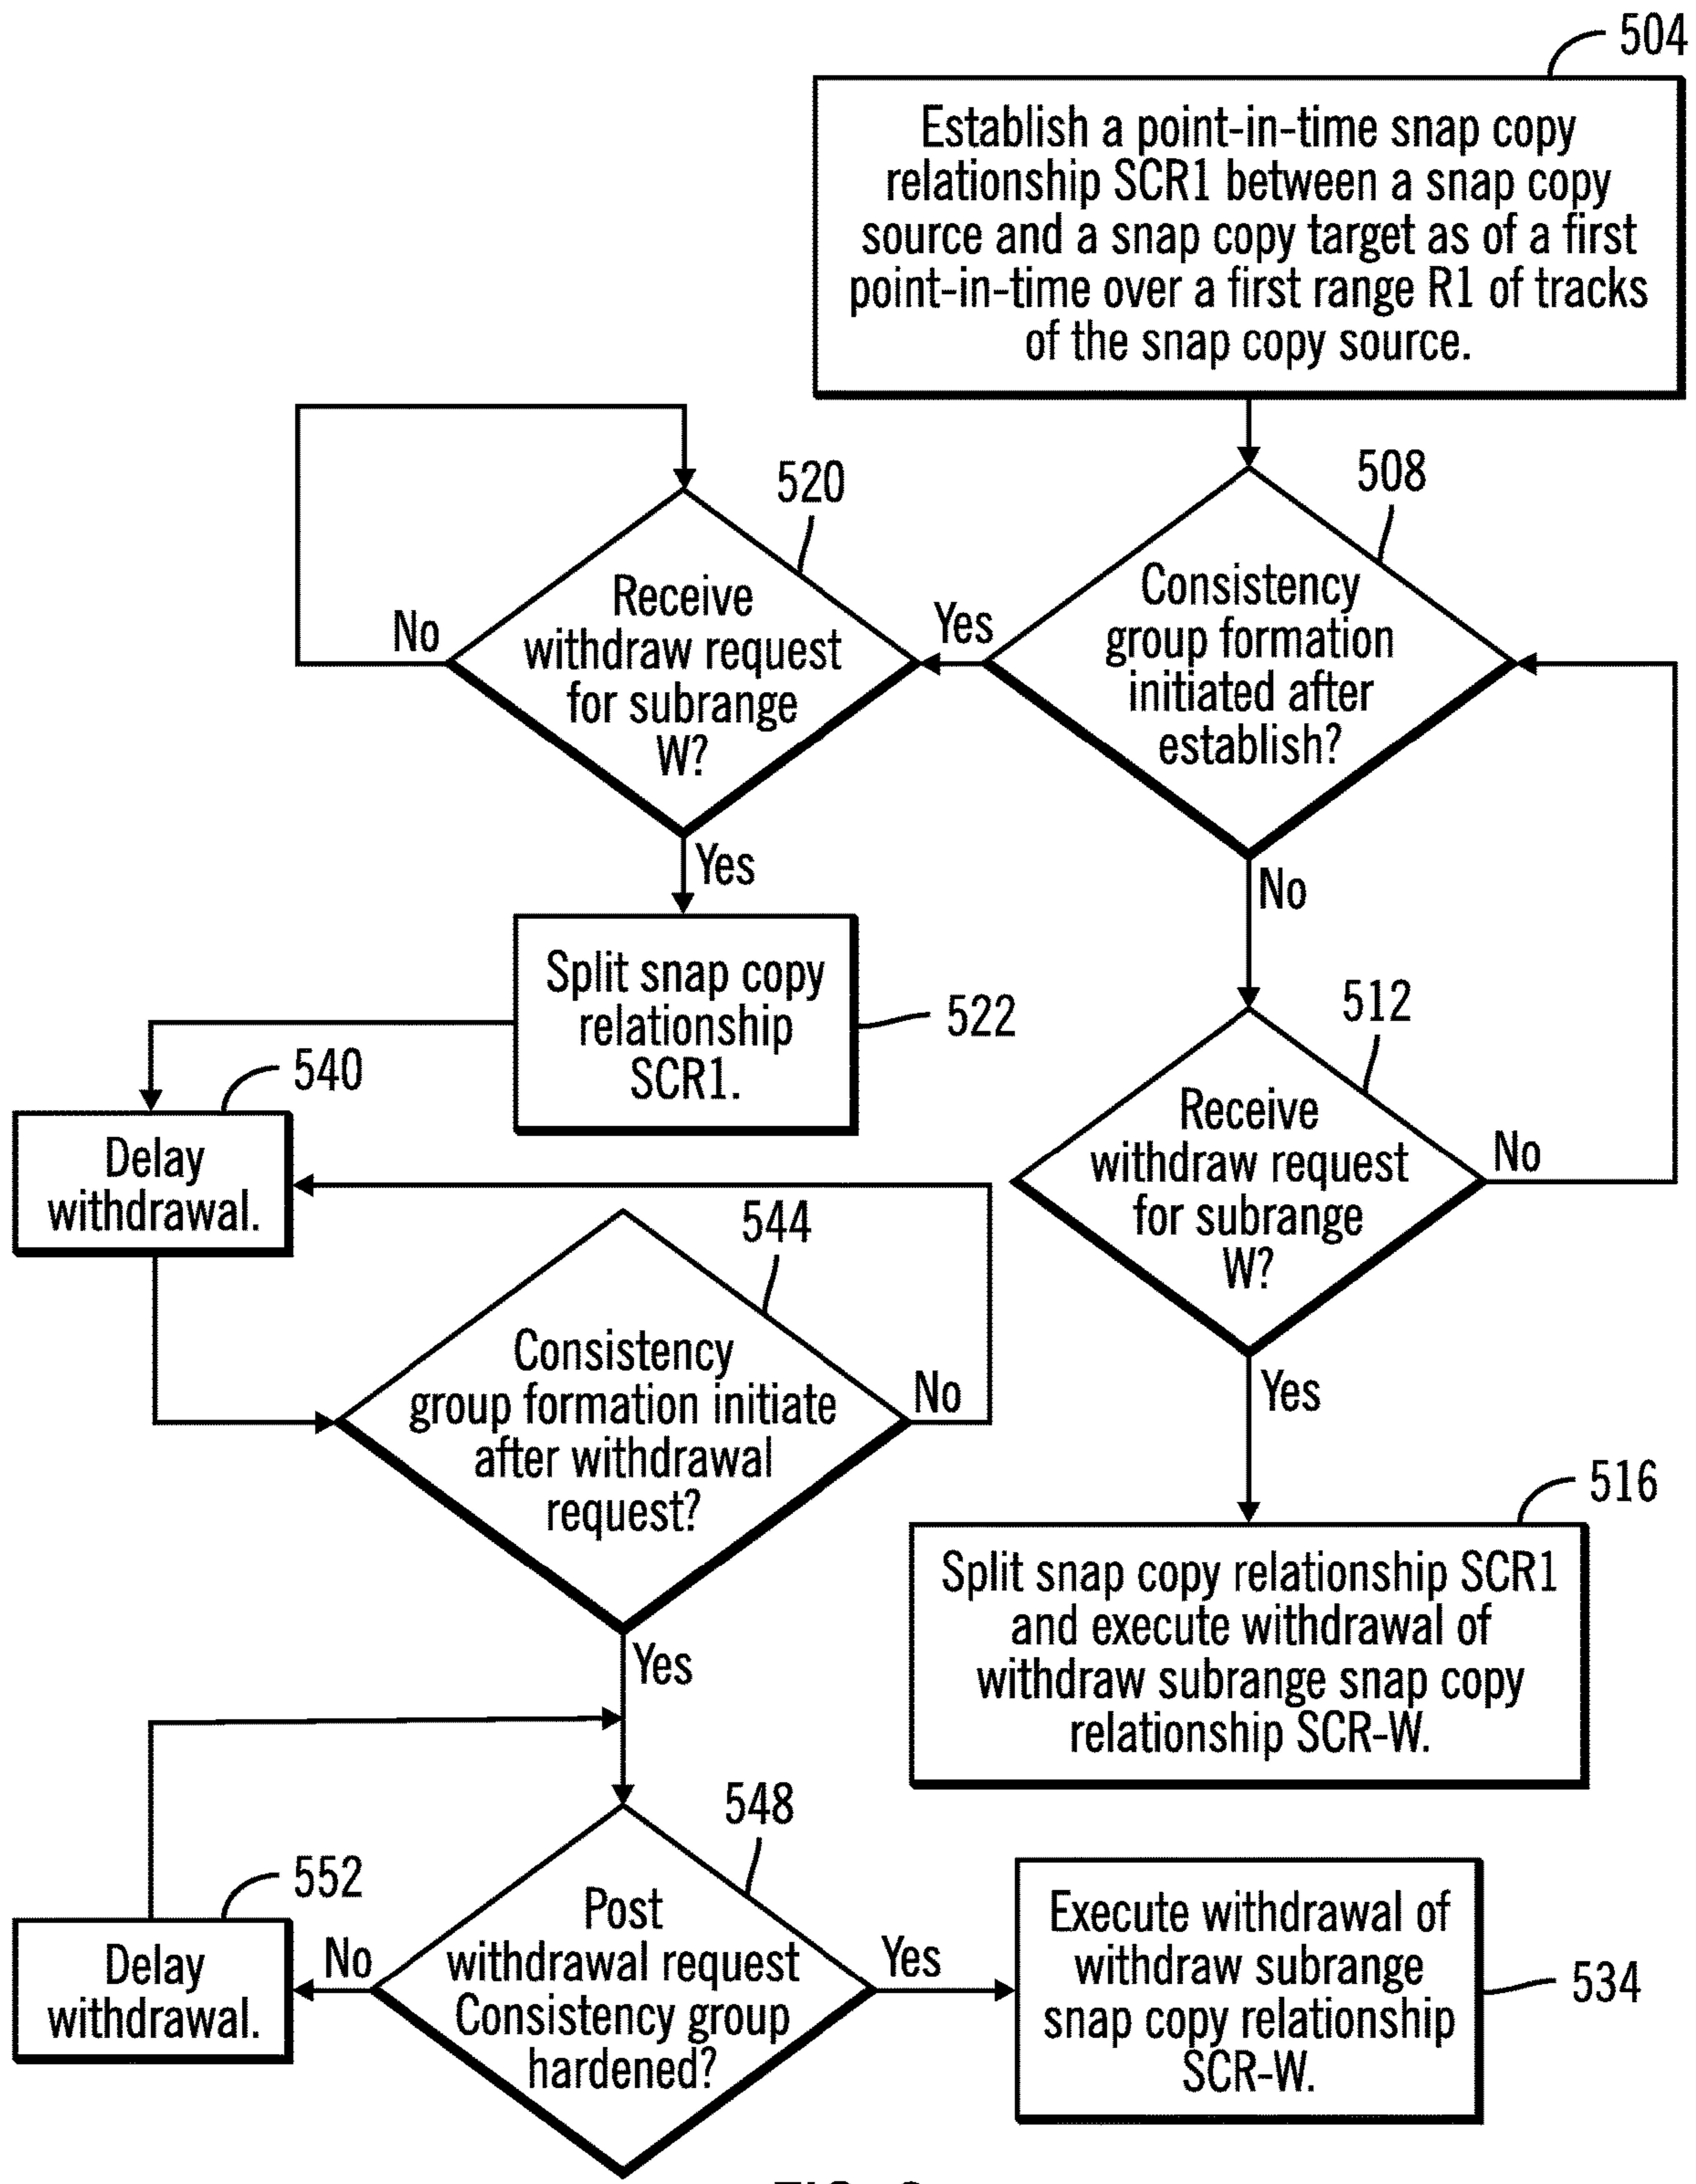 504
Establish a point-in-time snap copy
relationship SCR1 between a snap copy
source and a snap copy target as of a first
point-in-time over a first range R1 of tracks
of the snap copy source.
520
508
Receive
withdraw request
for subrange
W?
No
Yes
Consistency
group formation
initiated after
establish?
Yes
No
Split snap copy
relationship
SCR1.
522
512
540
Delay
withdrawal.
Receive
withdraw request
for subrange
W?
No
544
Consistency
group formation initiate
after withdrawal
request?
No
Yes
Yes
516
Split snap copy relationship SCR1
and execute withdrawal of
withdraw subrange snap copy
relationship SCR-W.
548
552
Delay
withdrawal.
No
Post
withdrawal request
Consistency group
hardened?
Yes
Execute withdrawal of
withdraw subrange
snap copy relationship
SCR-W.
534